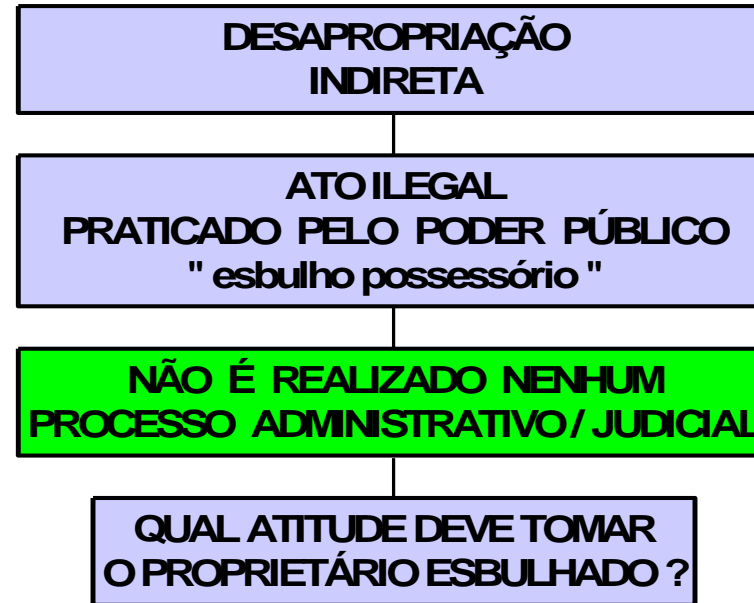 DESAPROPRIAÇÃO
INDIRETA
ATO ILEGAL
PRATICADO PELO PODER PÚBLICO
" esbulho possessório "
NÃO É REALIZADO NENHUM
PROCESSO ADMINISTRATIVO / JUDICIAL
QUAL ATITUDE DEVE TOMAR
O PROPRIETÁRIO ESBULHADO ?